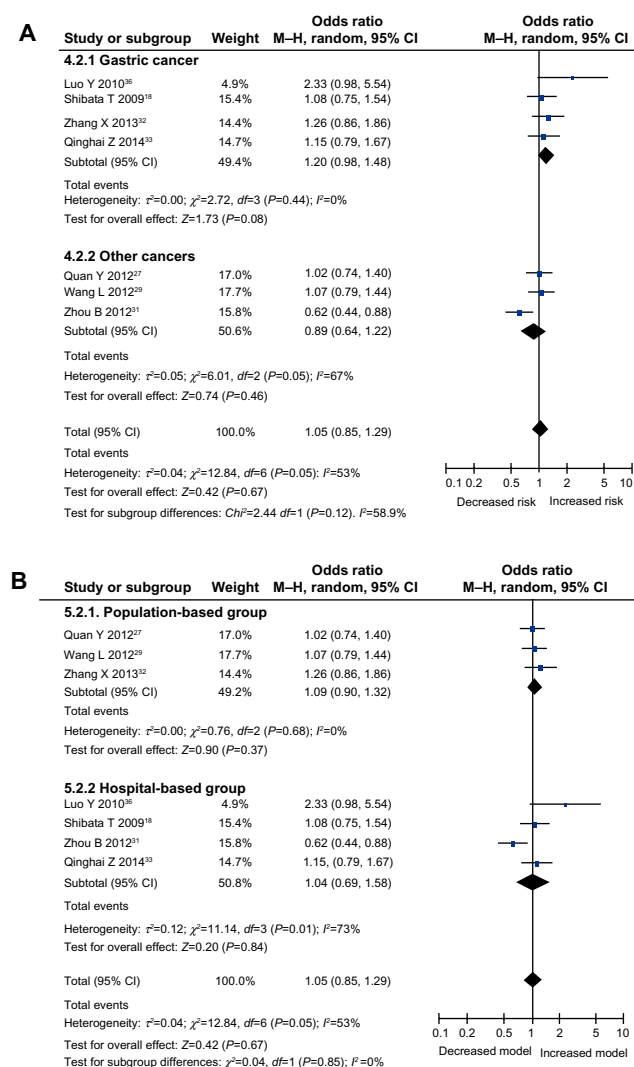 A
Odds ratio Odds ratio
Study or subgroup Weight M–H, random, 95% CI M–H, random, 95% CI
4.2.1 Gastric cancer
Luo Y 2010³⁶ 4.9% 2.33 (0.98, 5.54)
Shibata T 2009¹⁸ 15.4% 1.08 (0.75, 1.54)
Zhang X 2013³² 14.4% 1.26 (0.86, 1.86)
Qinghai Z 2014³³ 14.7% 1.15 (0.79, 1.67)
Subtotal (95% CI) 49.4% 1.20 (0.98, 1.48)
Total events
Heterogeneity: τ²=0.00; χ²=2.72, df=3 (P=0.44); I²=0%
Test for overall effect: Z=1.73 (P=0.08)
4.2.2 Other cancers
Quan Y 2012²⁷ 17.0% 1.02 (0.74, 1.40)
Wang L 2012²⁹ 17.7% 1.07 (0.79, 1.44)
Zhou B 2012³¹ 15.8% 0.62 (0.44, 0.88)
Subtotal (95% CI) 50.6% 0.89 (0.64, 1.22)
Total events
Heterogeneity: τ²=0.05; χ²=6.01, df=2 (P=0.05); I²=67%
Test for overall effect: Z=0.74 (P=0.46)
Total (95% CI) 100.0% 1.05 (0.85, 1.29)
Total events
Heterogeneity: τ²=0.04; χ²=12.84, df=6 (P=0.05): I²=53%
Test for overall effect: Z=0.42 (P=0.67)
Test for subgroup differences: Chi²=2.44 df=1 (P=0.12). I²=58.9%
0.1 0.2 0.5 1 2 5 10
Decreased risk Increased risk
B
Odds ratio Odds ratio
Study or subgroup Weight M–H, random, 95% CI M–H, random, 95% CI
5.2.1. Population-based group
Quan Y 2012²⁷ 17.0% 1.02 (0.74, 1.40)
Wang L 2012²⁹ 17.7% 1.07 (0.79, 1.44)
Zhang X 2013³² 14.4% 1.26 (0.86, 1.86)
Subtotal (95% CI) 49.2% 1.09 (0.90, 1.32)
Total events
Heterogeneity: τ²=0.00; χ²=0.76, df=2 (P=0.68); I²=0%
Test for overall effect: Z=0.90 (P=0.37)
5.2.2 Hospital-based group
Luo Y 2010³⁶ 4.9% 2.33 (0.98, 5.54)
Shibata T 2009¹⁸ 15.4% 1.08 (0.75, 1.54)
Zhou B 2012³¹ 15.8% 0.62 (0.44, 0.88)
Qinghai Z 2014³³ 14.7% 1.15, (0.79, 1.67)
Subtotal (95% CI) 50.8% 1.04 (0.69, 1.58)
Total events
Heterogeneity: τ²=0.12; χ²=11.14, df=3 (P=0.01); I²=73%
Test for overall effect: Z=0.20 (P=0.84)
Total (95% CI) 100.0% 1.05 (0.85, 1.29)
Total events
Heterogeneity: τ²=0.04; χ²=12.84, df=6 (P=0.05); I²=53%
Test for overall effect: Z=0.42 (P=0.67)
Test for subgroup differences: χ²=0.04, df=1 (P=0.85); I²=0%
0.1 0.2 0.5 1 2 5 10
Decreased model Increased model